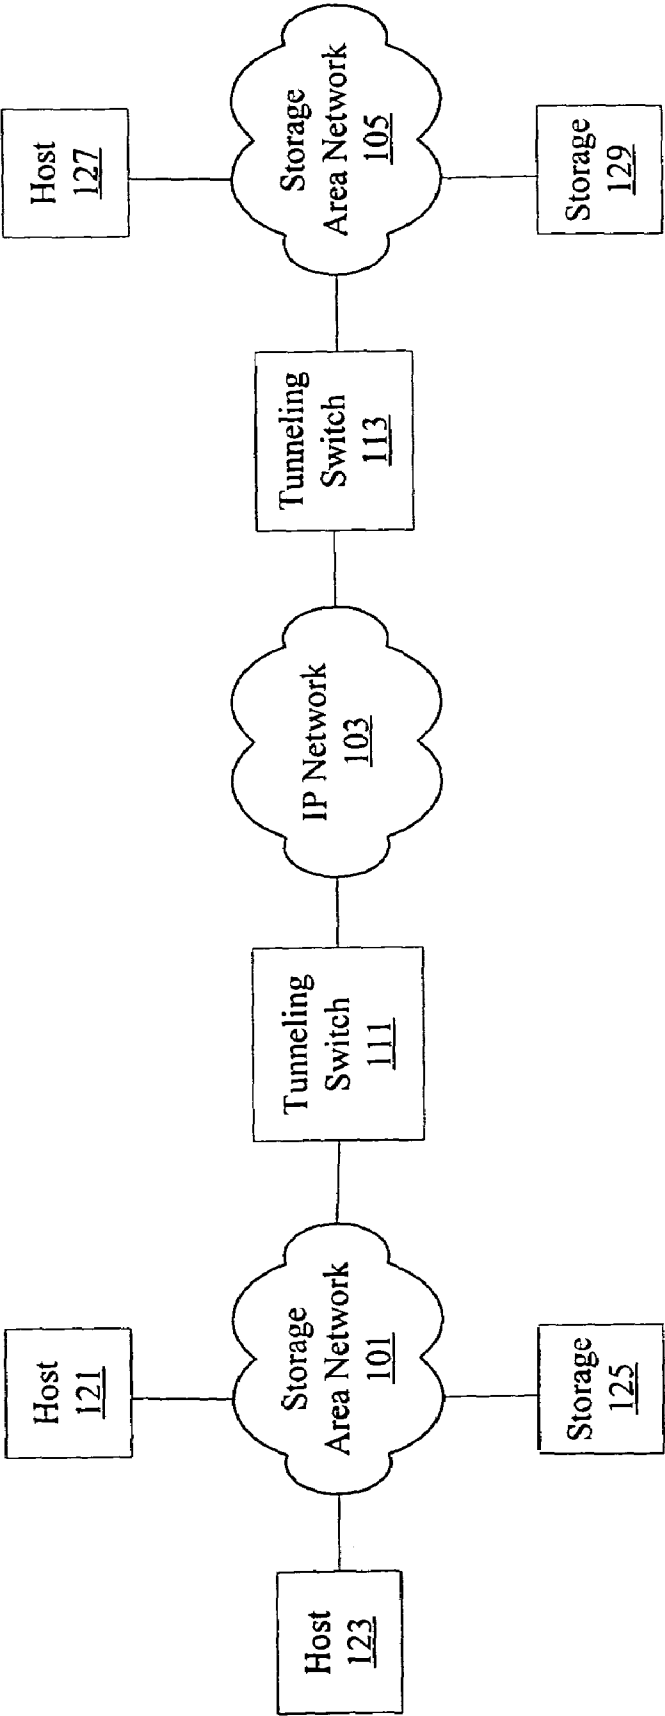 Host
121
Host
127
Host
123
Storage
Area Network
101
Tunneling
Switch
111
IP Network
103
Tunneling
Switch
113
Storage
Area Network
105
Storage
125
Storage
129